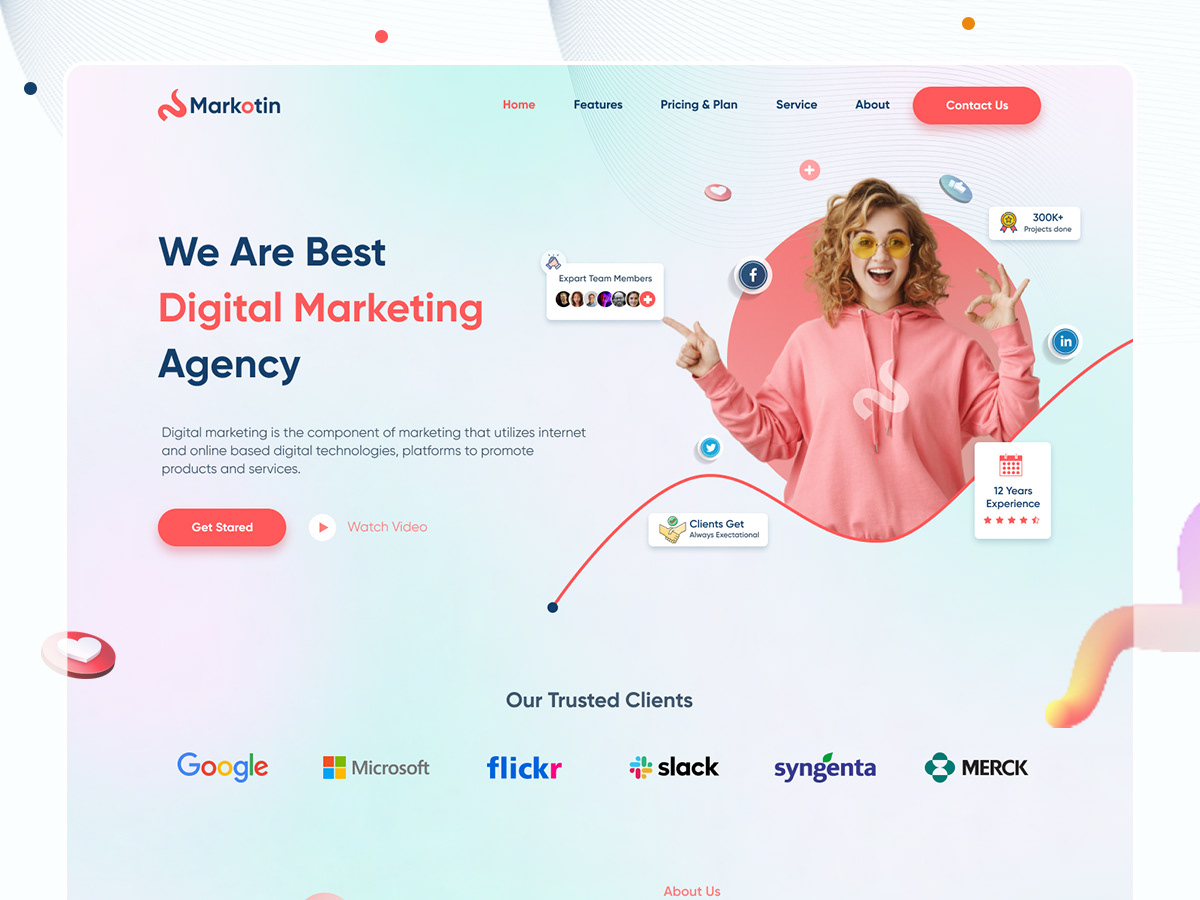 Markotin
Home
Features
Pricing & Plan
Service
About
Contact Us
300K+
Projects done
Expart Team Members
We Are Best
Digital Marketing
Agency
Digital marketing is the component of marketing that utilizes internet
and online based digital technologies, platforms to promote
products and services.
Get Stared
Watch Video
f
in
12 Years
Experience
Clients Get
Always Exectational
Our Trusted Clients
Google
Microsoft
flickr
slack
syngenta
MERCK
About Us